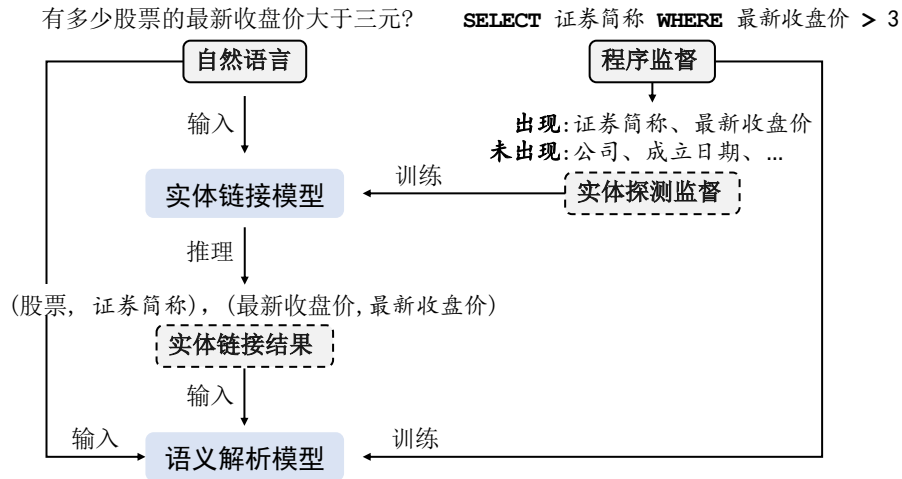 有多少股票的最新收盘价大于三元? SELECT 证券简称 WHERE 最新收盘价 > 3
自然语言 程序监督
输入
出现:证券简称、最新收盘价
未出现:公司、成立日期、…
训练
实体链接模型 实体探测监督
推理
(股票, 证券简称), (最新收盘价,最新收盘价)
实体链接结果
输入
输入 训练
语义解析模型